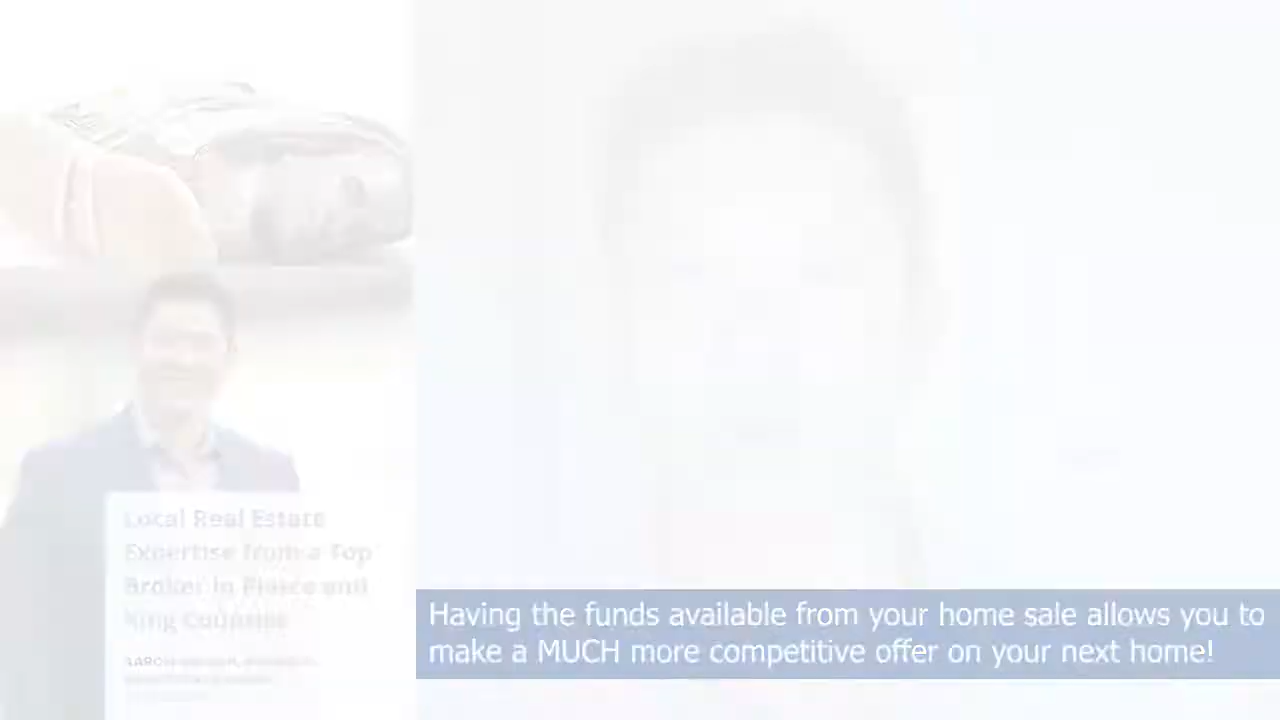 Local Real Estate
Expertise from a Top
Broker in Pierce and
King Counties
Having the funds available from your home sale allows you to
make a MUCH more competitive offer on your next home!